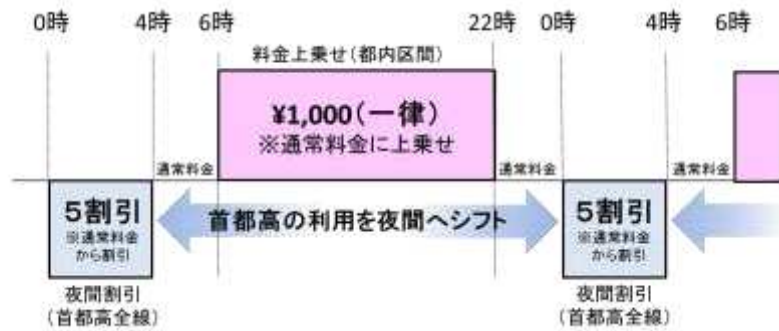 0時 4時 6時 22時 0時 4時 6時
料金上乗せ(都内区間)
¥1,000(一律)
※通常料金に上乗せ
通常料金 通常料金 通常料金
5割引
※通常料金
から割引
首都高の利用を夜間へシフト
5割引
※通常料金
から割引
夜間割引
(首都高全線)
夜間割引
(首都高全線)